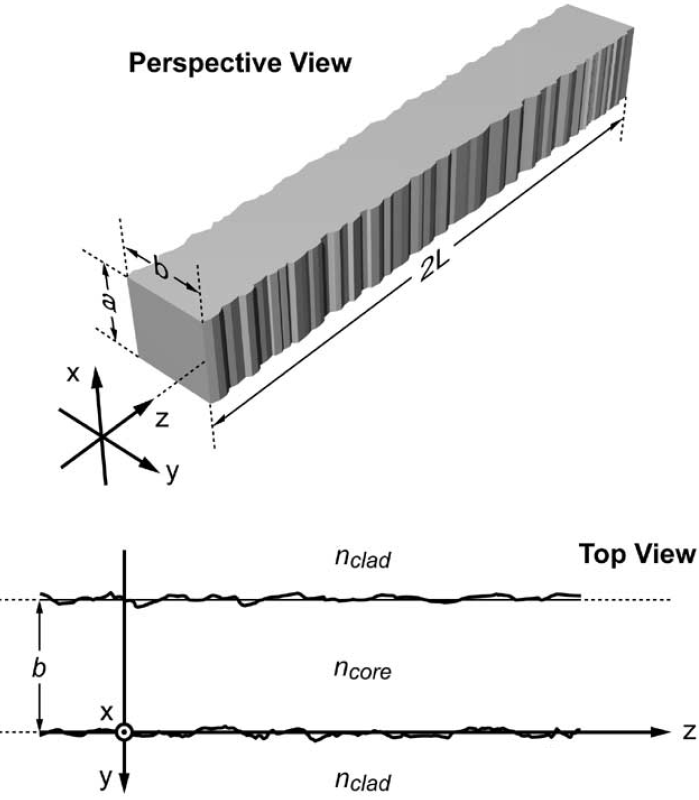 Perspective View
b
a
2L
x
z
y
n_clad
Top View
b
n_core
x
z
y
n_clad